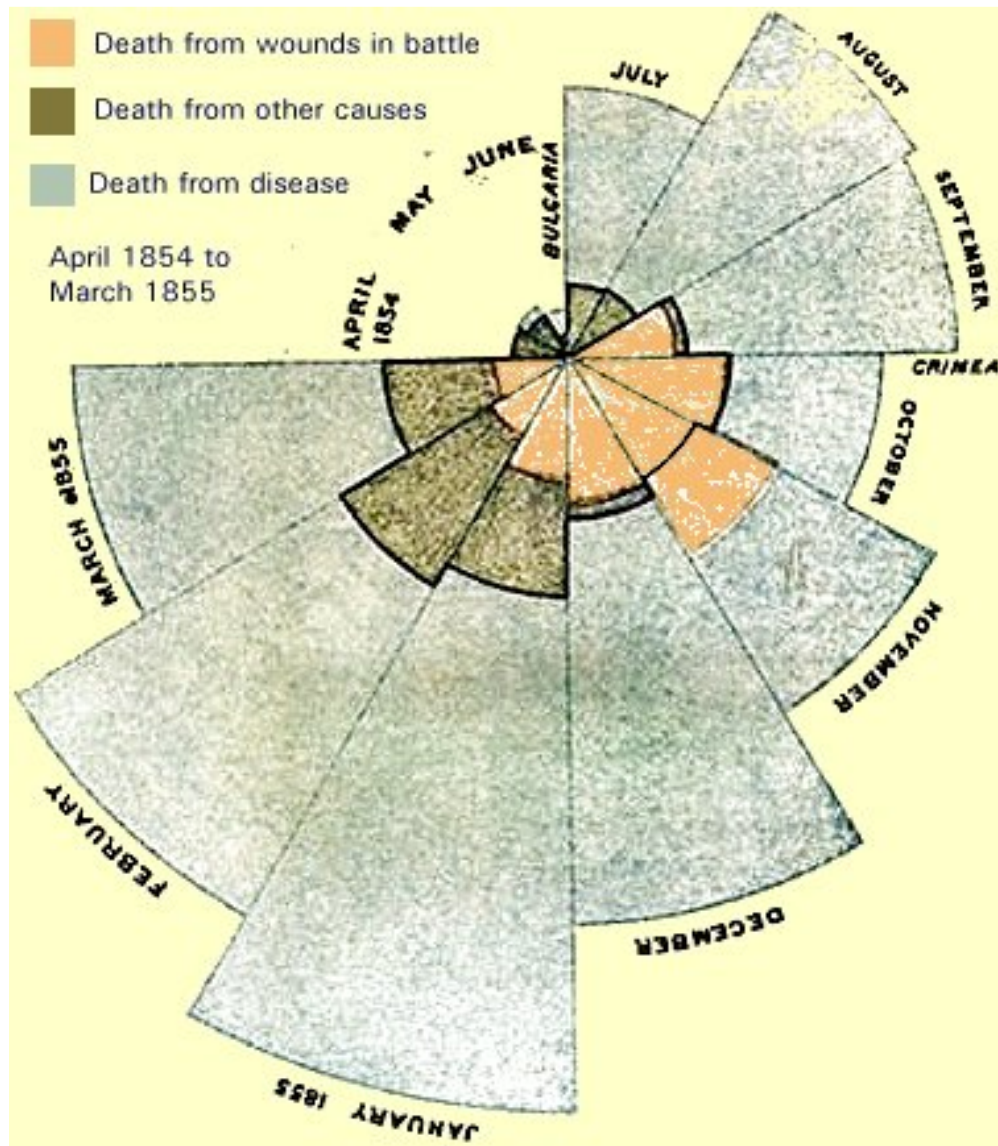 Death from wounds in battle
Death from other causes
Death from disease
April 1854 to
March 1855
APRIL
1854
MAY
JUNE
BULGARIA
JULY
AUGUST
SEPTEMBER
CRIMEA
OCTOBER
NOVEMBER
DECEMBER
JANUARY 1855
FEBRUARY
MARCH 1855